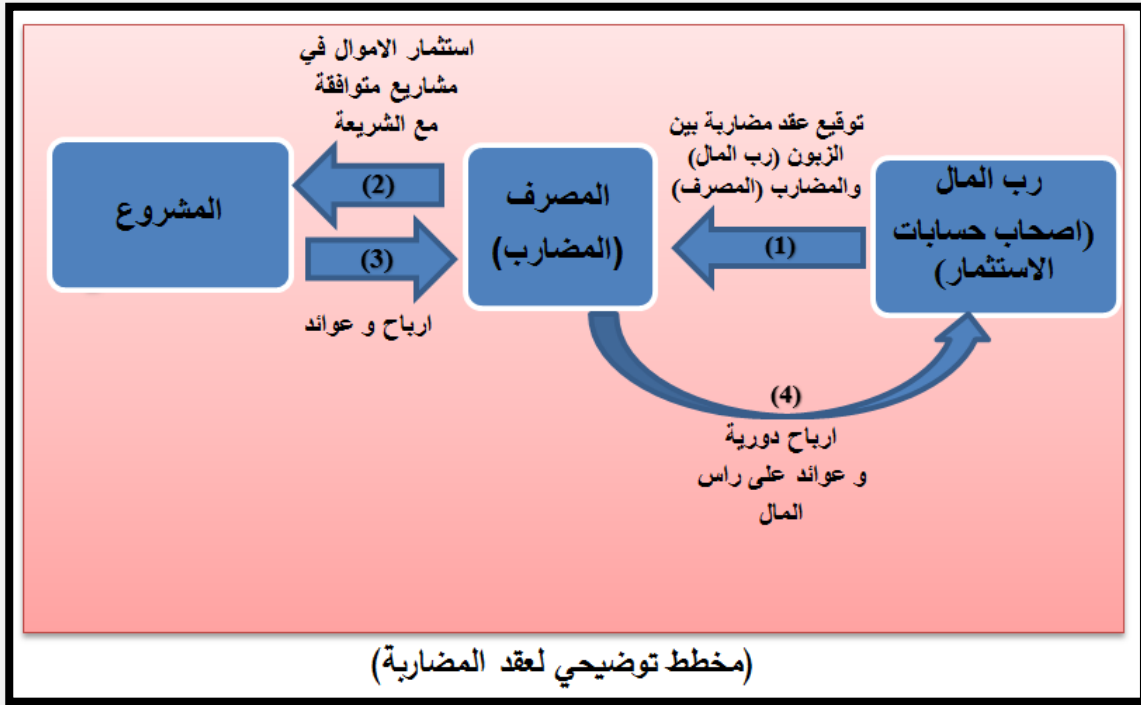 استثمار الاموال في
مشاريع متوافقة
مع الشريعة
توقيع عقد مضاربة بين
الزبون (رب المال)
والمضارب (المصرف)
رب المال
(اصحاب حسابات
الاستثمار)
(1)
المصرف
(المضارب)
(2)
(3)
المشروع
ارباح و عوائد
(4)
ارباح دورية
و عوائد على راس
المال
(مخطط توضيحي لعقد المضاربة)